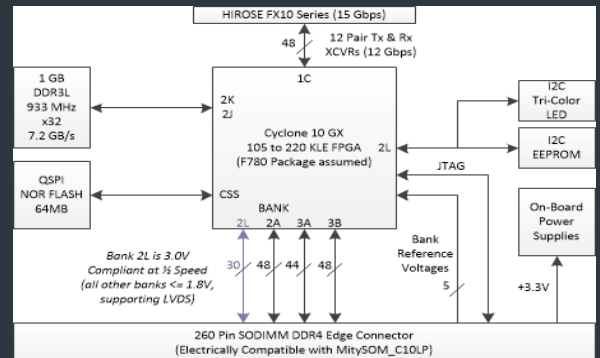 HIROSE FX10 Series (15 Gbps)
48
12 Pair Tx & Rx
XCVRs (12 Gbps)
1 GB
DDR3L
933 MHz
x32
7.2 GB/s
1C
2K
2J
Cyclone 10 GX
105 to 220 KLE FPGA
(F780 Package assumed)
2L
I2C
Tri-Color
LED
I2C
EEPROM
JTAG
QSPI
NOR FLASH
64MB
CSS
BANK
2L 2A 3A 3B
On-Board
Power
Supplies
Bank 2L is 3.0V
Compliant at ½ Speed
(all other banks <= 1.8V,
supporting LVDS)
30 48 44 48
Bank
Reference
Voltages
5
+3.3V
260 Pin SODIMM DDR4 Edge Connector
(Electrically Compatible with MitySOM_C10LP)